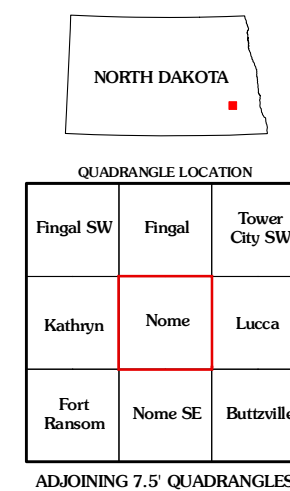 NORTH DAKOTA
QUADRANGLE LOCATION
Fingal SW
Fingal
Tower
City SW
Kathryn
Nome
Lucca
Fort
Ransom
Nome SE
Buttzville
ADJOINING 7.5' QUADRANGLES